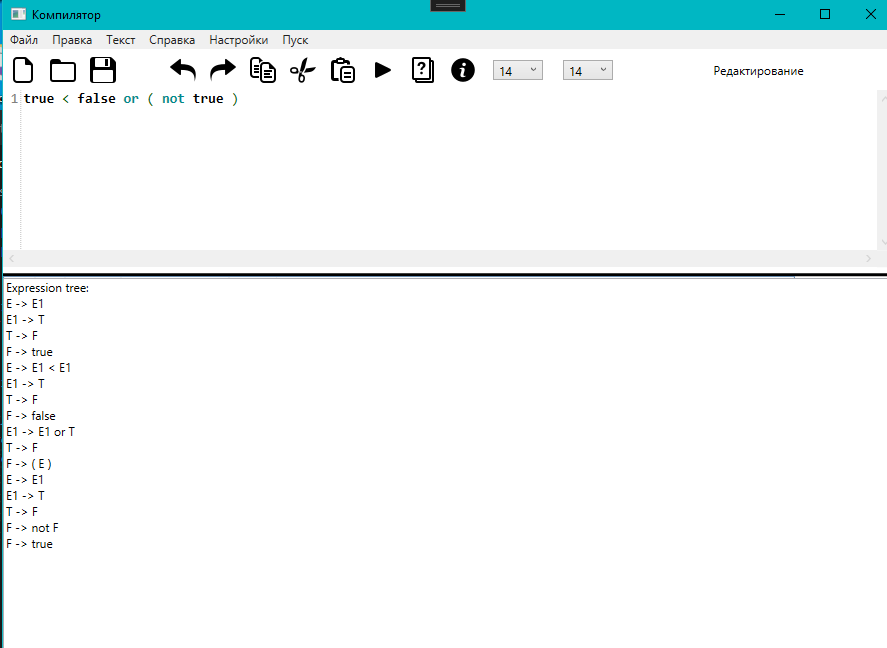 Компилятор
Файл Правка Текст Справка Настройки Пуск
14 14 Редактирование
1 true < false or ( not true )
Expression tree:
E -> E1
E1 -> T
T -> F
F -> true
E -> E1 < E1
E1 -> T
T -> F
F -> false
E1 -> E1 or T
T -> F
F -> ( E )
E -> E1
E1 -> T
T -> F
F -> not F
F -> true